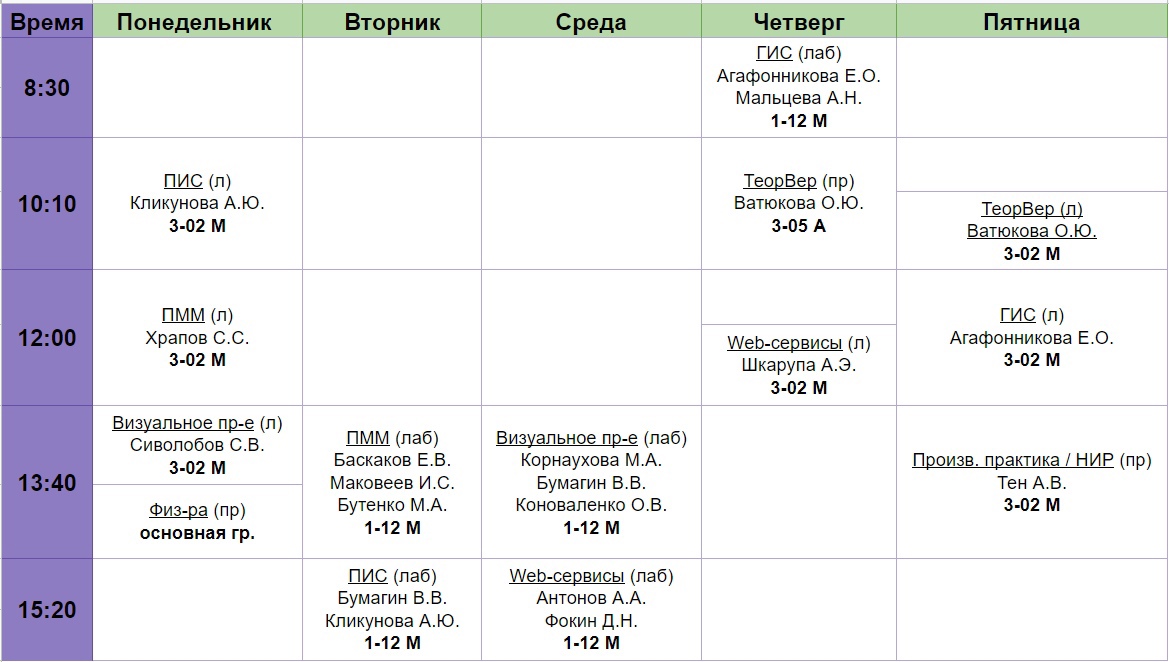 Время Понедельник Вторник Среда Четверг Пятница
8:30
ГИС (лаб)
Агафонникова Е.О.
Мальцева А.Н.
1-12 М
10:10
ПИС (л)
Кликунова А.Ю.
3-02 М
ТеорВер (пр)
Ватюкова О.Ю.
3-05 А
ТеорВер (л)
Ватюкова О.Ю.
3-02 М
12:00
ПММ (л)
Храпов С.С.
3-02 М
Web-сервисы (л)
Шкарупа А.Э.
3-02 М
ГИС (л)
Агафонникова Е.О.
3-02 М
13:40
Визуальное пр-е (л)
Сиволобов С.В.
3-02 М
Физ-ра (пр)
основная гр.
ПММ (лаб)
Баскаков Е.В.
Маковеев И.С.
Бутенко М.А.
1-12 М
Визуальное пр-е (лаб)
Корнаухова М.А.
Бумагин В.В.
Коноваленко О.В.
1-12 М
Произв. практика / НИР (пр)
Тен А.В.
3-02 М
15:20
ПИС (лаб)
Бумагин В.В.
Кликунова А.Ю.
1-12 М
Web-сервисы (лаб)
Антонов А.А.
Фокин Д.Н.
1-12 М